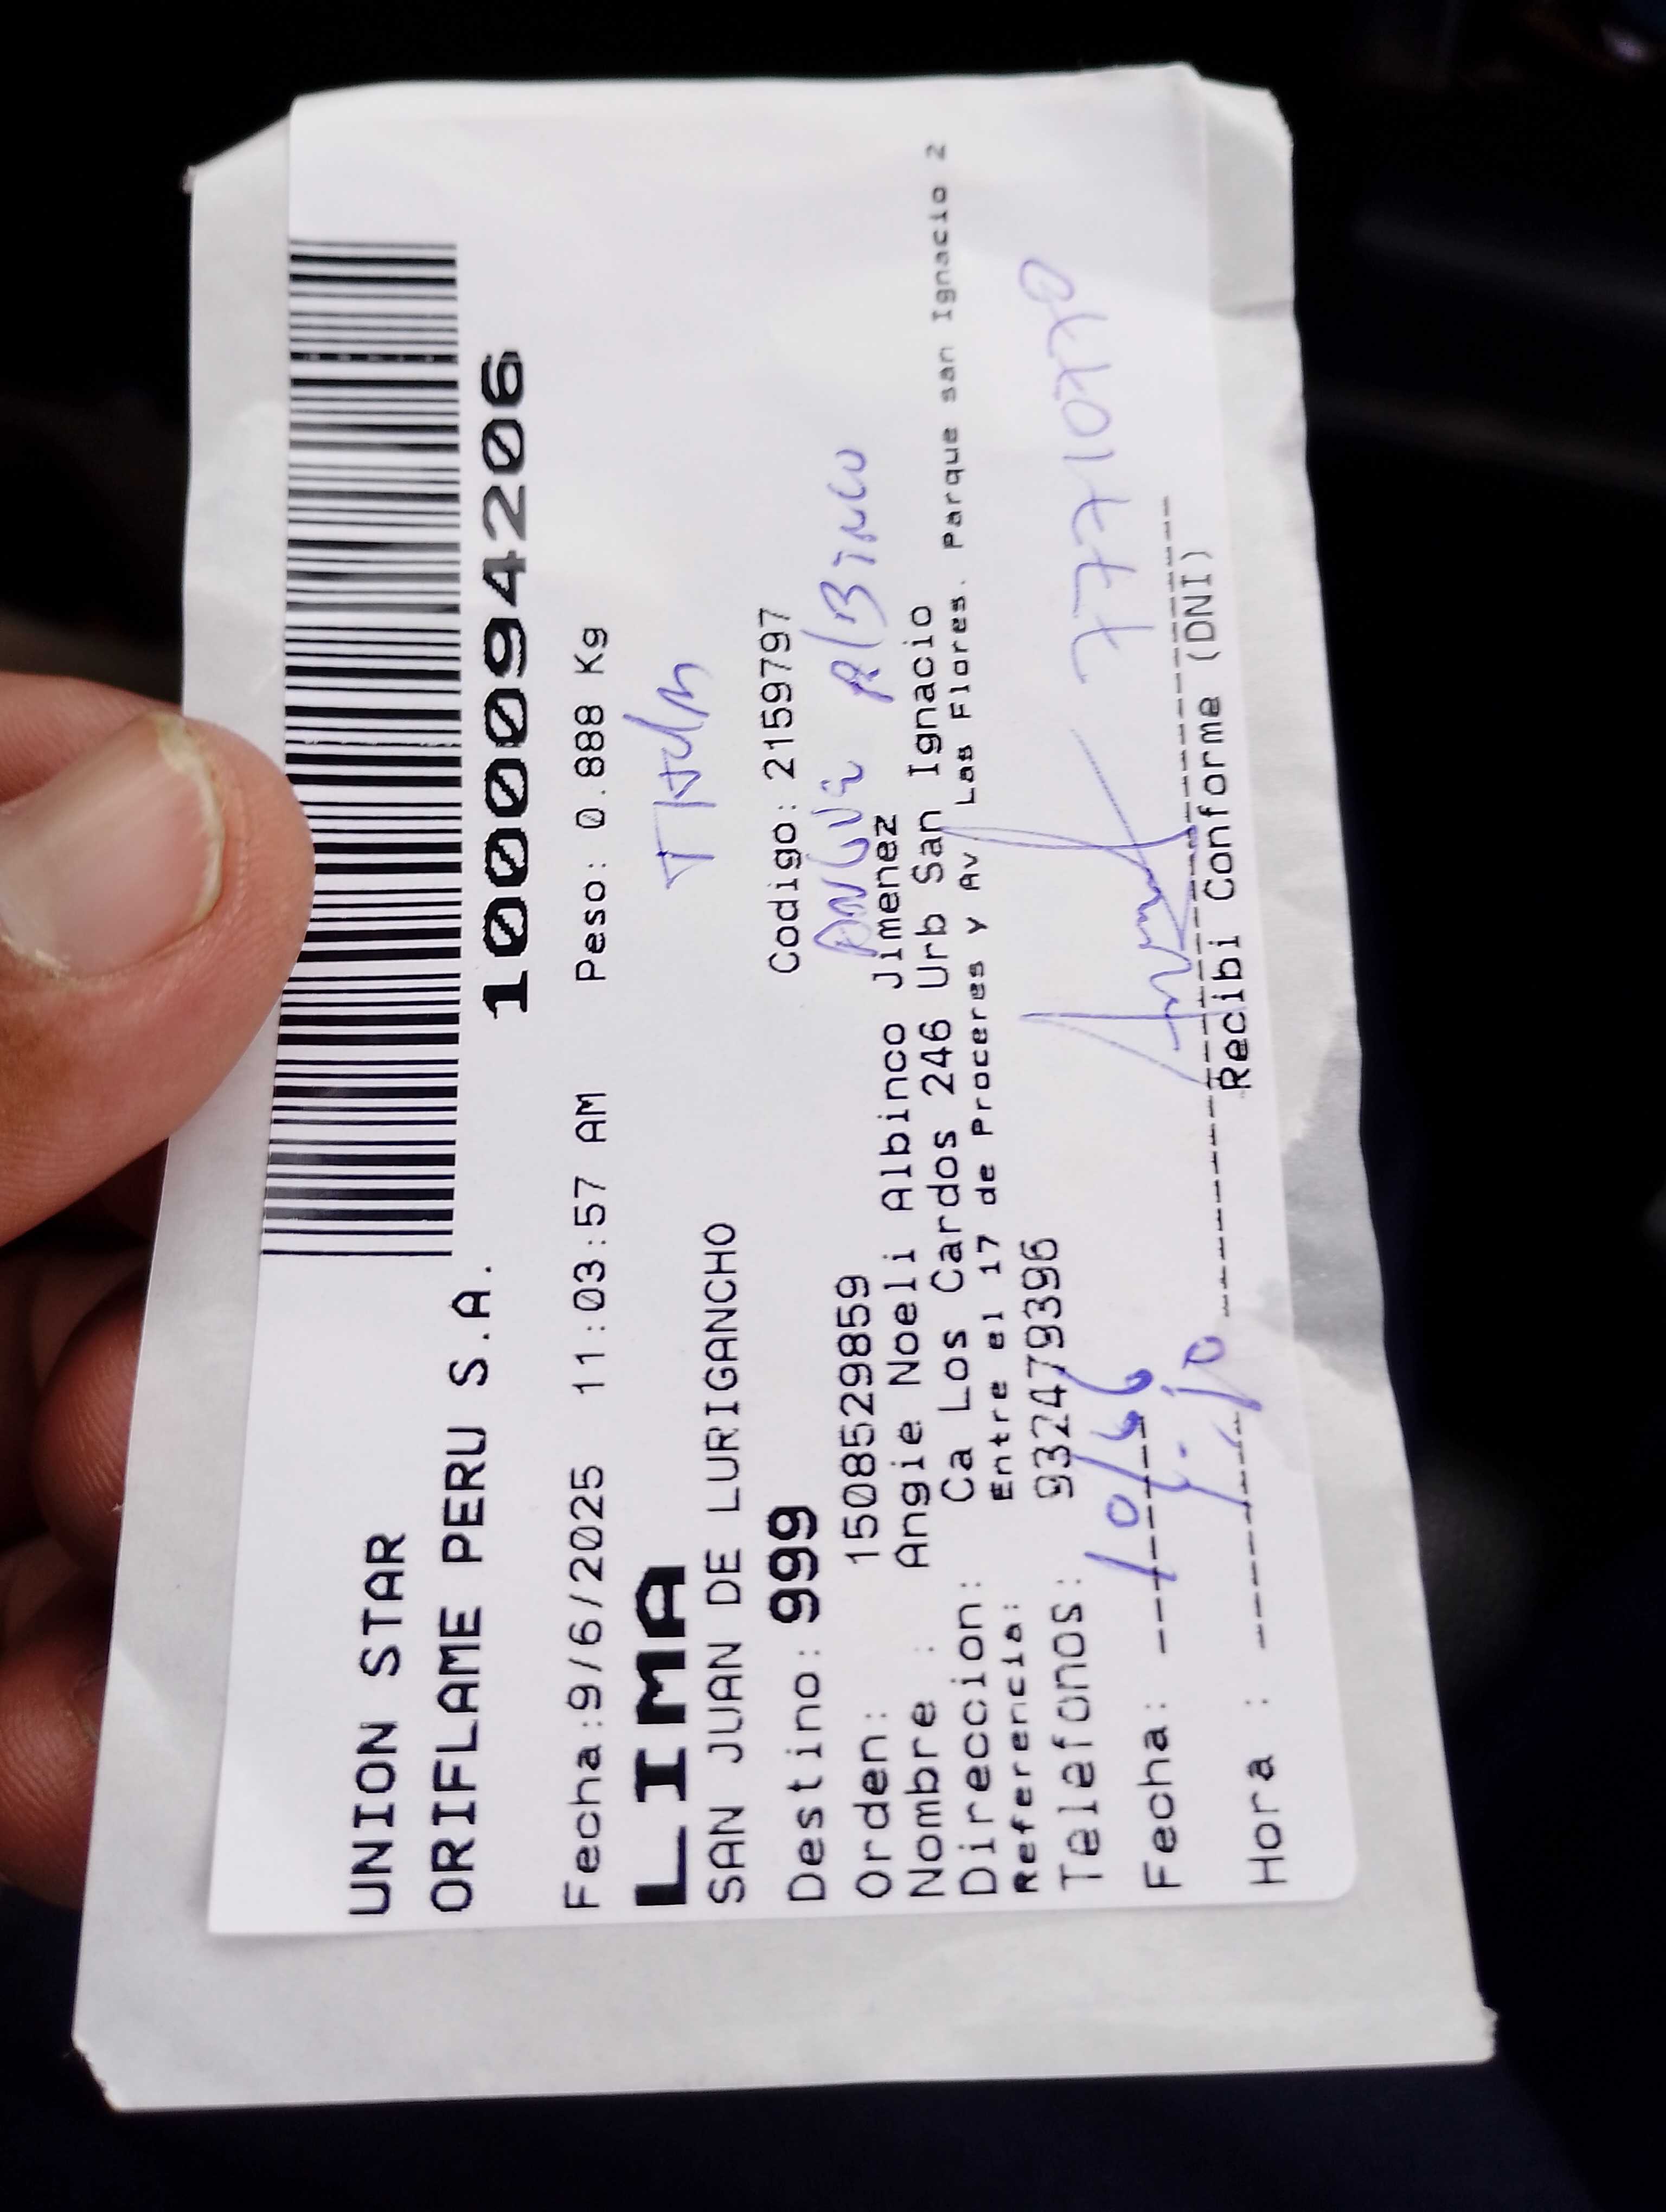 UNION STAR
ORIFLAME PERU S.A.
1000094206
Fecha:9/6/2025 11:03:57 AM Peso: 0.888 Kg
LIMA
SAN JUAN DE LURIGANCHO
Destino: 999 Codigo: 2159797
Orden: 1508529859
Albinco
Nombre : Angie Noeli Albinco Jimenez
Direccion: Ca Los Cardos 246 Urb San Ignacio
Referencia: Entre el 17 de Proceres y Av. Las Flores. Parque san Ignacio 2
Telefonos: 932479396
Fecha: 10/6
Hora :
Recibi Conforme (DNI)